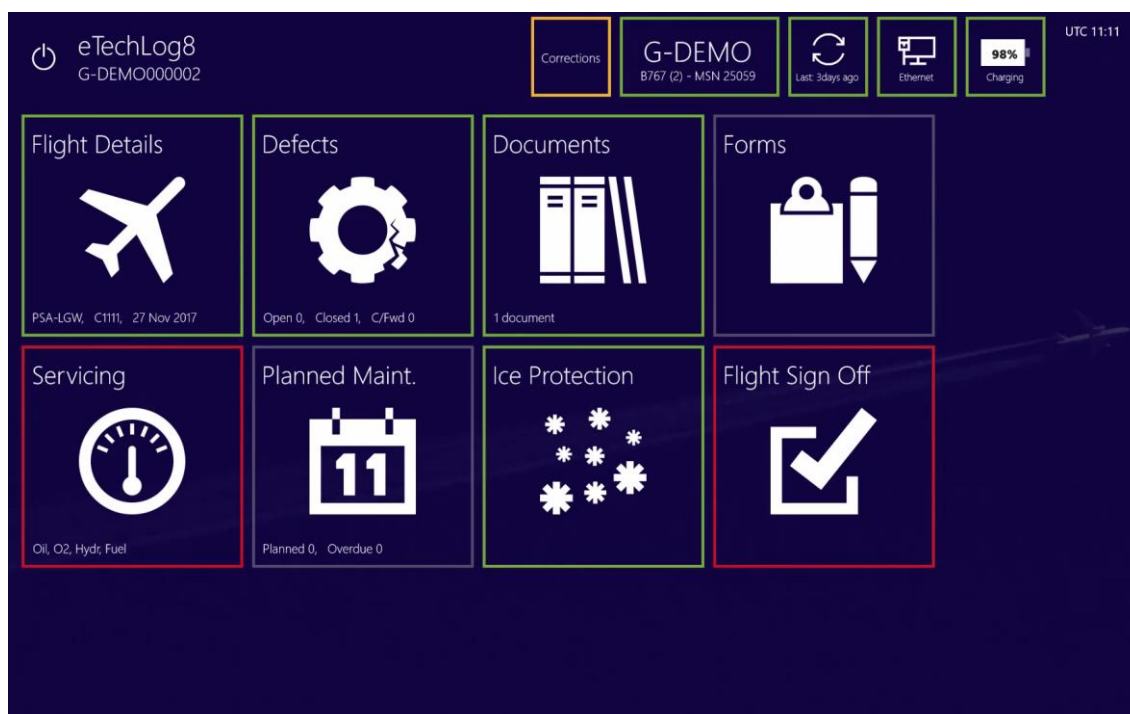 eTechLog8
G-DEMO000002
Corrections
G-DEMO
B767 (2) - MSN 25059
Last: 3days ago
Ethernet
98%
Charging
UTC 11:11
Flight Details
PSA-LGW, C1111, 27 Nov 2017
Defects
Open 0, Closed 1, C/Fwd 0
Documents
1 document
Forms
Servicing
Oil, O2, Hydr, Fuel
Planned Maint.
11
Planned 0, Overdue 0
Ice Protection
Flight Sign Off